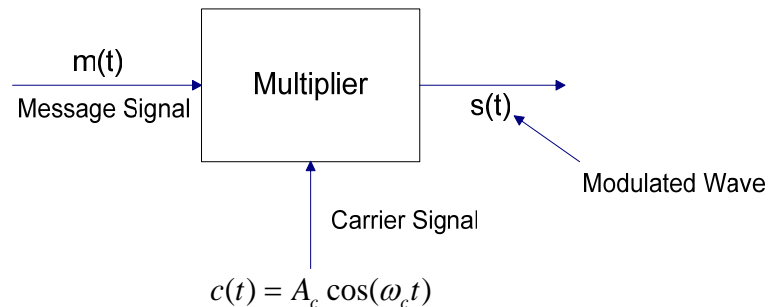 m(t)
Message Signal
Multiplier
s(t)
Modulated Wave
Carrier Signal
c(t) = A_c cos(ω_c t)